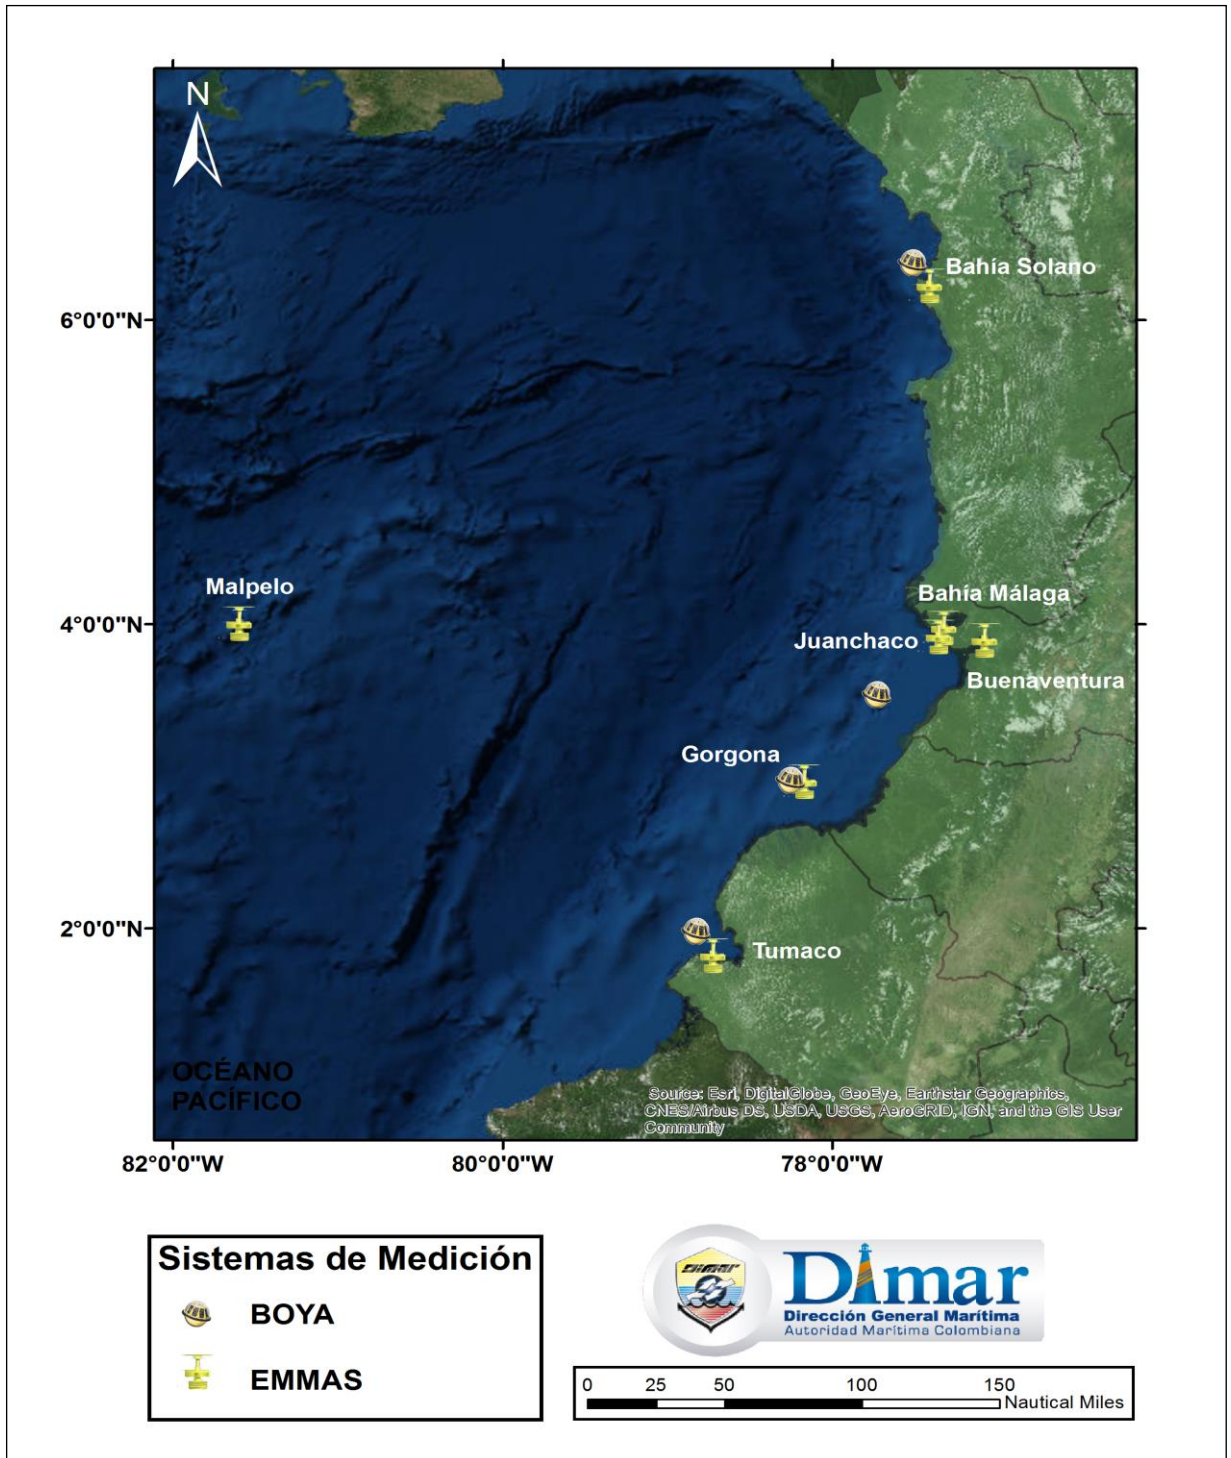 N
Bahía Solano
6°0'0"N
Malpelo
Bahía Málaga
4°0'0"N
Juanchaco
Buenaventura
Gorgona
2°0'0"N
Tumaco
OCÉANO
PACÍFICO
Source: Esri, DigitalGlobe, GeoEye, Earthstar Geographics,
CNES/Airbus DS, USDA, USGS, AeroGRID, IGN, and the GIS User
Community
82°0'0"W 80°0'0"W 78°0'0"W
Sistemas de Medición
BOYA
EMMAS
DIMAR
Dimar
Dirección General Marítima
Autoridad Marítima Colombiana
0 25 50 100 150
Nautical Miles